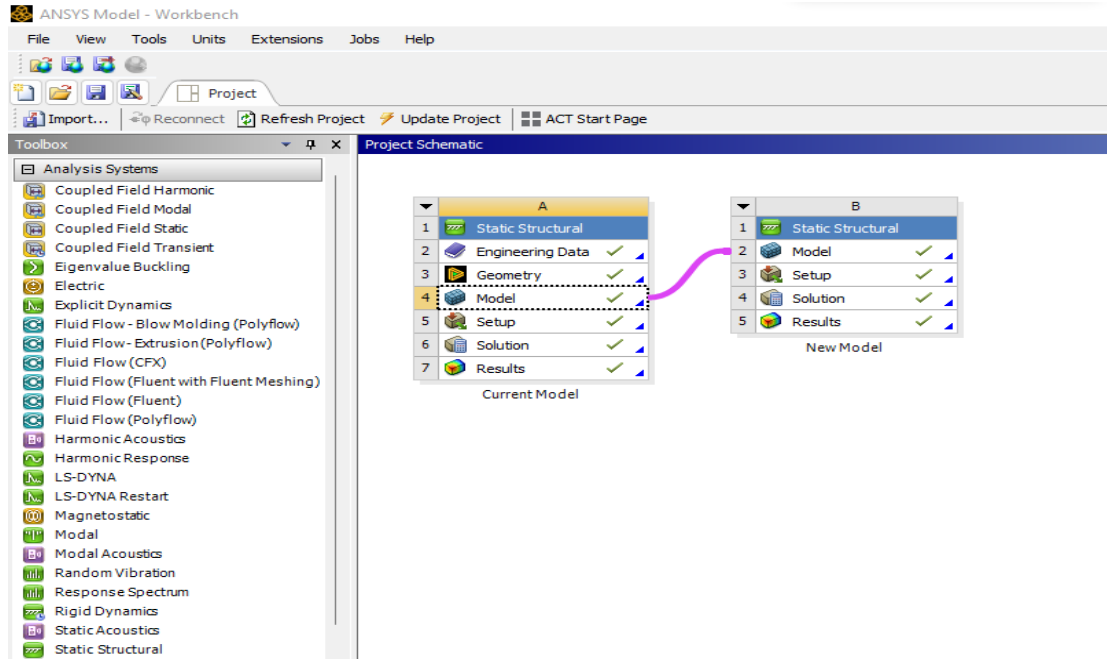 ANSYS Model - Workbench
File View Tools Units Extensions Jobs Help
Project
Import... Reconnect Refresh Project Update Project ACT Start Page
Toolbox
Analysis Systems
Coupled Field Harmonic
Coupled Field Modal
Coupled Field Static
Coupled Field Transient
Eigenvalue Buckling
Electric
Explicit Dynamics
Fluid Flow - Blow Molding (Polyflow)
Fluid Flow - Extrusion (Polyflow)
Fluid Flow (CFX)
Fluid Flow (Fluent with Fluent Meshing)
Fluid Flow (Fluent)
Fluid Flow (Polyflow)
Harmonic Acoustics
Harmonic Response
LS-DYNA
LS-DYNA Restart
Magnetostatic
Modal
Modal Acoustics
Random Vibration
Response Spectrum
Rigid Dynamics
Static Acoustics
Static Structural
Project Schematic
A
1 Static Structural
2 Engineering Data
3 Geometry
4 Model
5 Setup
6 Solution
7 Results
Current Model
B
1 Static Structural
2 Model
3 Setup
4 Solution
5 Results
New Model